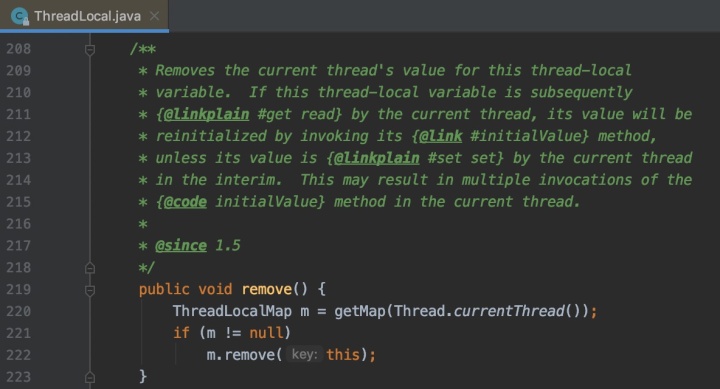 ThreadLocal.java
208 /**
209 * Removes the current thread's value for this thread-local
210 * variable.  If this thread-local variable is subsequently
211 * {@linkplain #get read} by the current thread, its value will be
212 * reinitialized by invoking its {@link #initialValue} method,
213 * unless its value is {@linkplain #set set} by the current thread
214 * in the interim.  This may result in multiple invocations of the
215 * {@code initialValue} method in the current thread.
216 *
217 * @since 1.5
218 */
219 public void remove() {
220 ThreadLocalMap m = getMap(Thread.currentThread());
221 if (m != null)
222 m.remove( key: this);
223 }